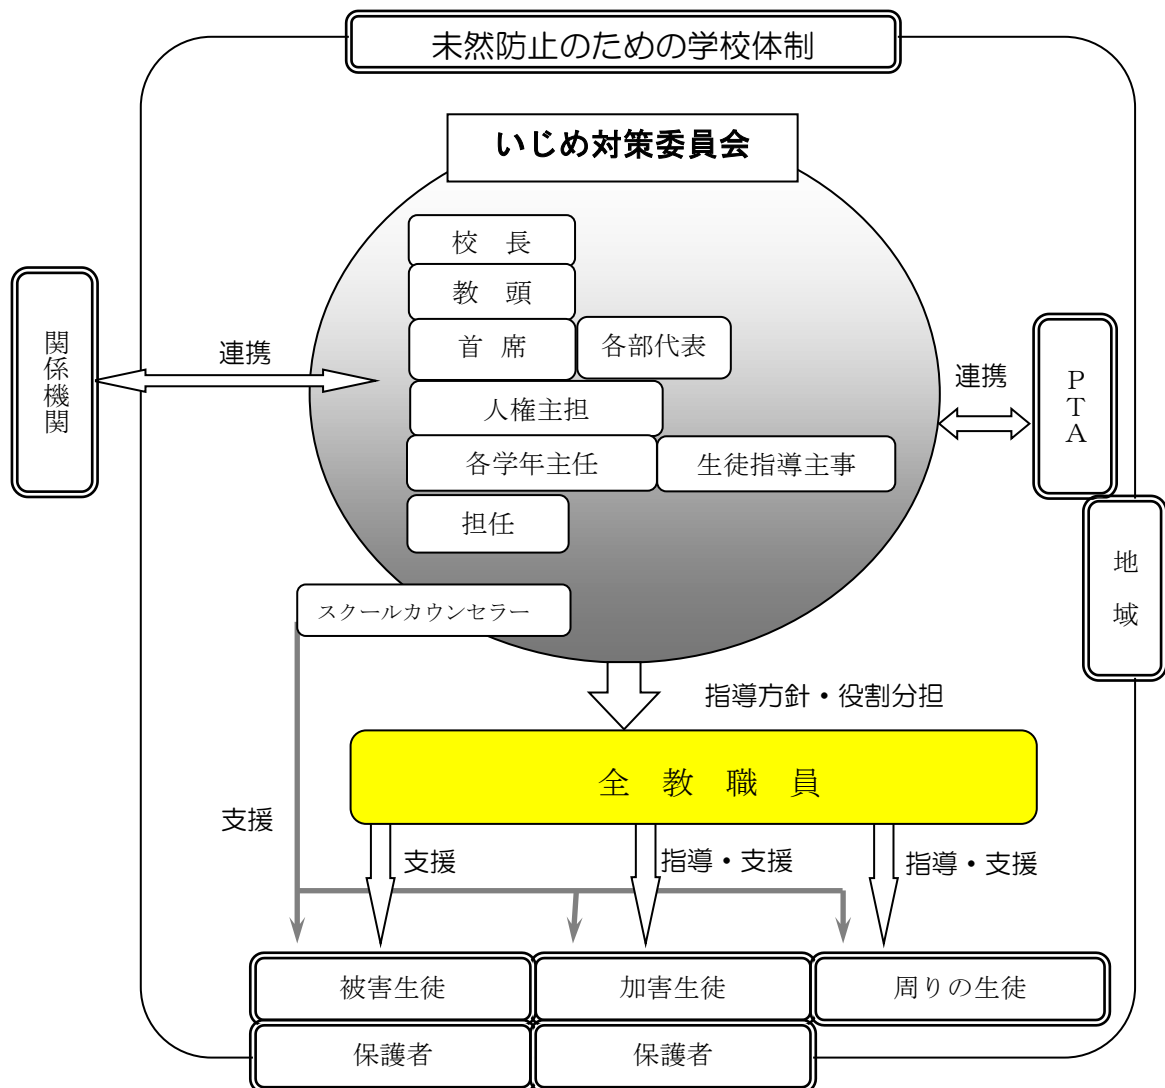 未然防止のための学校体制
いじめ対策委員会
校　長
教　頭
首　席
各部代表
人権主担
各学年主任
生徒指導主事
担任
スクールカウンセラー
関係機関
連携
連携
ＰＴＡ
地域
指導方針・役割分担
全　教　職　員
支援
支援
指導・支援
指導・支援
被害生徒
加害生徒
周りの生徒
保護者
保護者